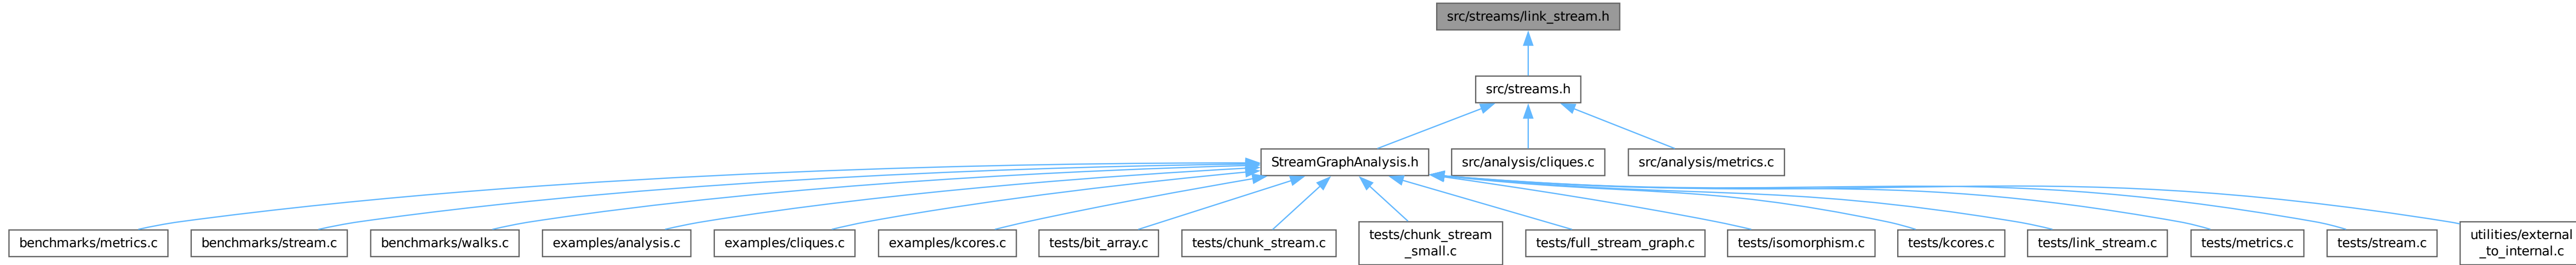 src/streams/link_stream.h
src/streams.h
StreamGraphAnalysis.h
src/analysis/cliques.c
src/analysis/metrics.c
benchmarks/metrics.c
benchmarks/stream.c
benchmarks/walks.c
examples/analysis.c
examples/cliques.c
examples/kcores.c
tests/bit_array.c
tests/chunk_stream.c
tests/chunk_stream
_small.c
tests/full_stream_graph.c
tests/isomorphism.c
tests/kcores.c
tests/link_stream.c
tests/metrics.c
tests/stream.c
utilities/external
_to_internal.c